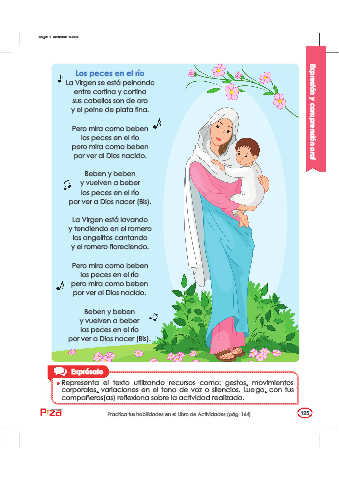 Los peces en el río
La Virgen se está peinando
entre cortina y cortina
sus cabellos son de oro
y el peine de plata fina.
Pero mira como beben
los peces en el río
pero mira como beben
por ver al Dios nacido.
Beben y beben
y vuelven a beber
los peces en el río
por ver a Dios nacer (Bis).
La Virgen está lavando
y tendiendo en el romero
los angelitos cantando
y el romero floreciendo.
Pero mira como beben
los peces en el río
pero mira como beben
por ver al Dios nacido.
Beben y beben
y vuelven a beber
los peces en el río
por ver a Dios nacer (Bis).
Expresión y comprensión oral
Exprésate
Representa el texto utilizando recursos como: gestos, movimientos
corporales, variaciones en el tono de voz o silencios. Luego, con tus
compañeros(as) reflexiona sobre la actividad realizada.
Practica tus habilidades en el Libro de Actividades (pág. 164)
125